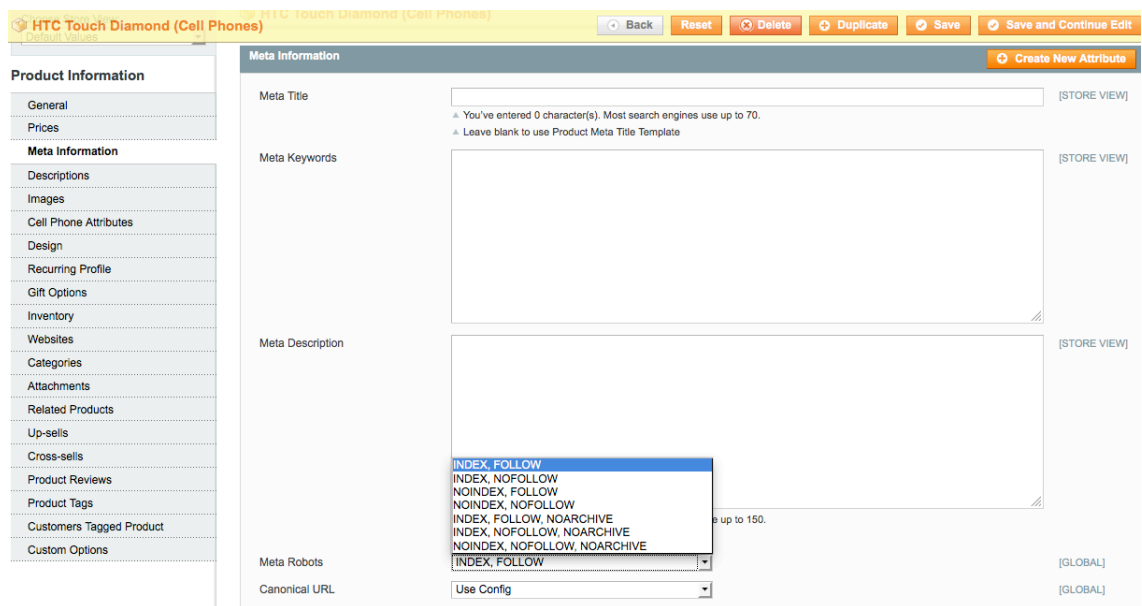 HTC Touch Diamond (Cell Phones)
HTC Touch Diamond (Cell Phones)
Back
Reset
Delete
Duplicate
Save
Save and Continue Edit
Default Values
Product Information
General
Prices
Meta Information
Descriptions
Images
Cell Phone Attributes
Design
Recurring Profile
Gift Options
Inventory
Websites
Categories
Attachments
Related Products
Up-sells
Cross-sells
Product Reviews
Product Tags
Customers Tagged Product
Custom Options
Meta Information
Create New Attribute
Meta Title
[STORE VIEW]
You've entered 0 character(s). Most search engines use up to 70.
Leave blank to use Product Meta Title Template
Meta Keywords
[STORE VIEW]
Meta Description
[STORE VIEW]
INDEX, FOLLOW
INDEX, NOFOLLOW
NOINDEX, FOLLOW
NOINDEX, NOFOLLOW
INDEX, FOLLOW, NOARCHIVE
INDEX, NOFOLLOW, NOARCHIVE
NOINDEX, NOFOLLOW, NOARCHIVE
e up to 150.
Meta Robots
INDEX, FOLLOW
[GLOBAL]
Canonical URL
Use Config
[GLOBAL]